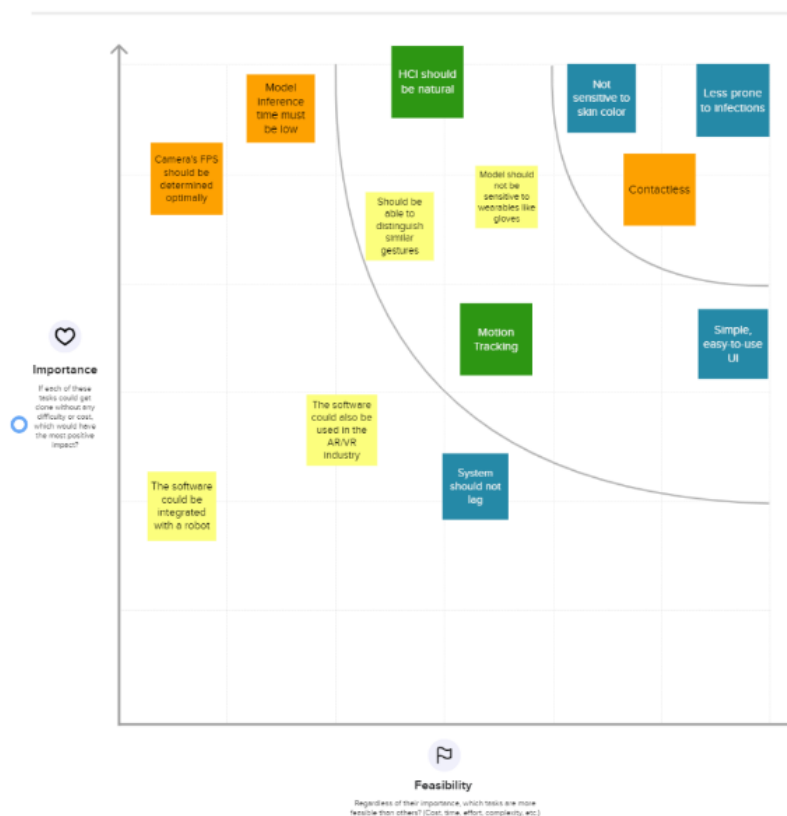 HCI should
be natural
Not
sensitive to
skin color
Less prone
to infections
Model
inference
time must
be low
Camera's FPS
should be
determined
optimally
Contactless
Model should
not be
sensitive to
wearables like
gloves
Should be
able to
distinguish
similar
gestures
Motion
Tracking
Simple,
easy-to-use
UI
The software
could also be
used in the
AR/VR
industry
System
should not
lag
The software
could be
integrated
with a robot
Importance
If each of these
tasks could get
done without any
difficulty or cost,
which would have
the most positive
impact?
Feasibility
Regardless of their importance, which tasks are more
feasible than others? (Cost, time, effort, complexity, etc.)